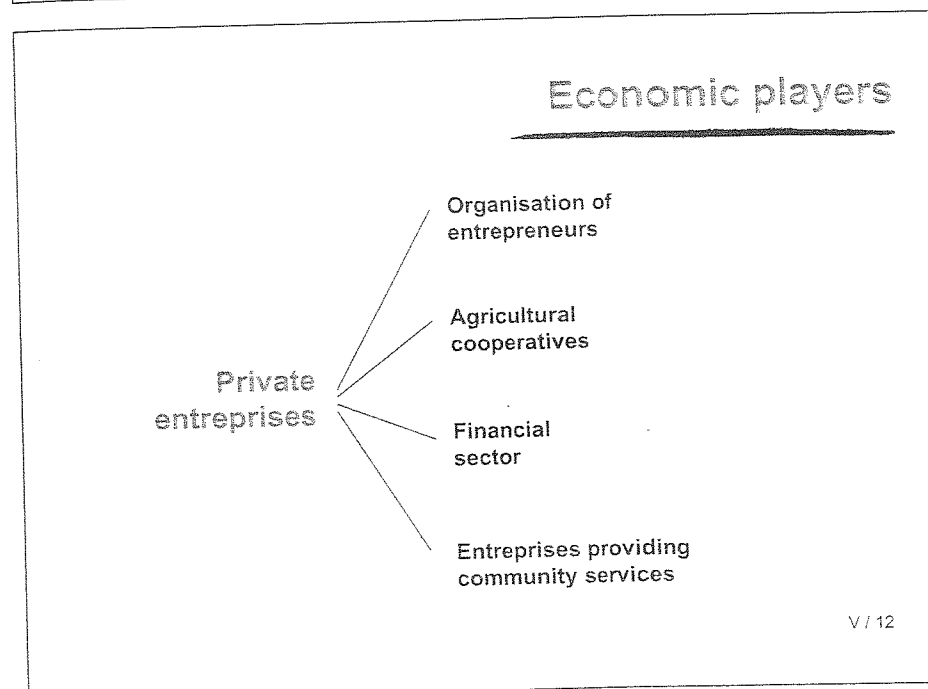 Economic players
Organisation of
entrepreneurs
Agricultural
cooperatives
Private
entreprises
Financial
sector
Entreprises providing
community services
V / 12